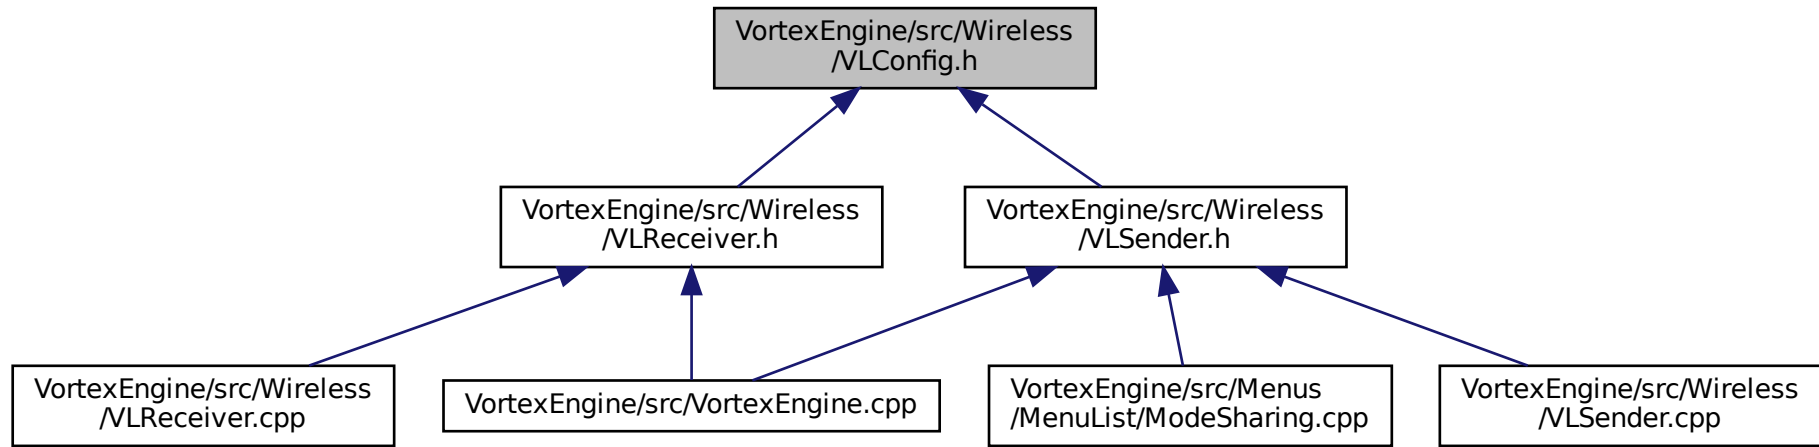 VortexEngine/src/Wireless
/VLConfig.h
VortexEngine/src/Wireless
/VLReceiver.h
VortexEngine/src/Wireless
/VLSender.h
VortexEngine/src/Wireless
/VLReceiver.cpp
VortexEngine/src/VortexEngine.cpp
VortexEngine/src/Menus
/MenuList/ModeSharing.cpp
VortexEngine/src/Wireless
/VLSender.cpp